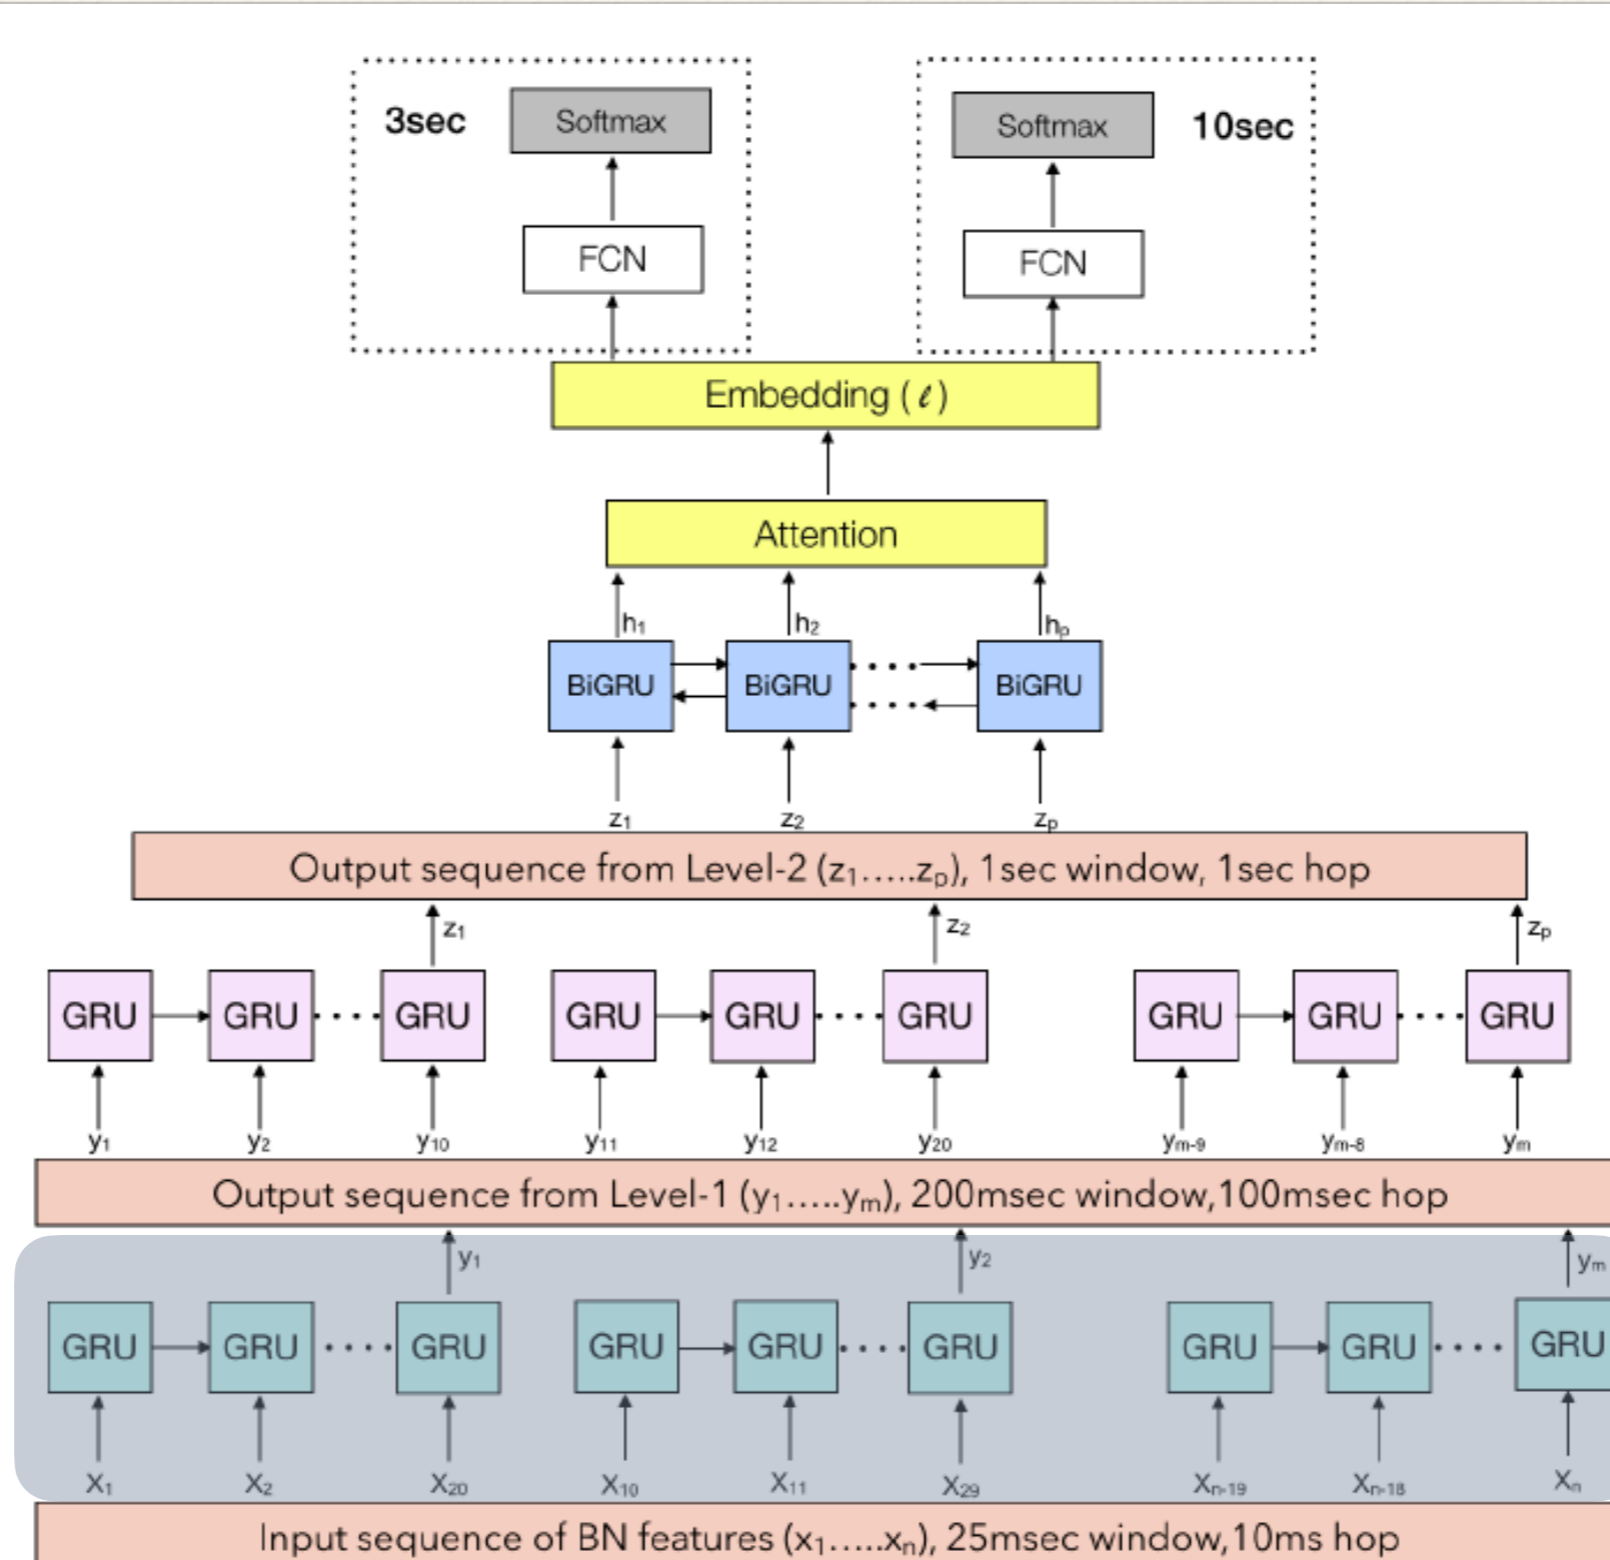 3sec Softmax Softmax 10sec
FCN FCN
Embedding (ℓ)
Attention
h₁ h₂ hₚ
BiGRU BiGRU BiGRU
z₁ z₂ zₚ
Output sequence from Level-2 (z₁.....zₚ), 1sec window, 1sec hop
z₁ z₂ zₚ
GRU GRU GRU GRU GRU GRU GRU GRU GRU
y₁ y₂ y₁₀ y₁₁ y₁₂ y₂₀ yₘ₋₉ yₘ₋₈ yₘ
Output sequence from Level-1 (y₁.....yₘ), 200msec window,100msec hop
y₁ y₂ yₘ
GRU GRU GRU GRU GRU GRU GRU GRU GRU
X₁ X₂ X₂₀ X₁₀ X₁₁ X₂₉ Xₙ₋₁₉ Xₙ₋₁₈ Xₙ
Input sequence of BN features (x₁.....xₙ), 25msec window,10ms hop